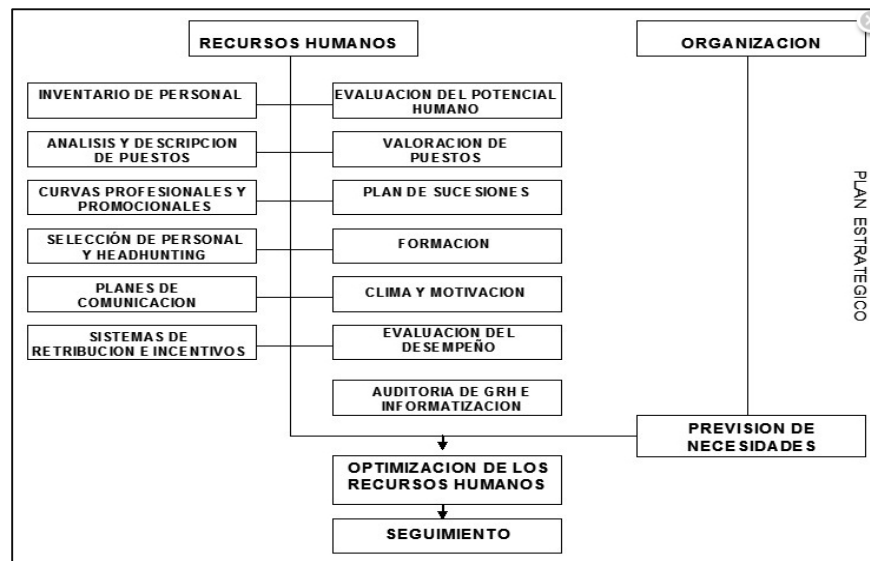 RECURSOS HUMANOS
ORGANIZACION
INVENTARIO DE PERSONAL
EVALUACION DEL POTENCIAL
HUMANO
ANALISIS Y DESCRIPCION
DE PUESTOS
VALORACION DE
PUESTOS
CURVAS PROFESIONALES Y
PROMOCIONALES
PLAN DE SUCESIONES
SELECCIÓN DE PERSONAL
Y HEADHUNTING
FORMACION
PLANES DE
COMUNICACION
CLIMA Y MOTIVACION
SISTEMAS DE
RETRIBUCION E INCENTIVOS
EVALUACION DEL
DESEMPEÑO
AUDITORIA DE GRH E
INFORMATIZACION
PREVISION DE
NECESIDADES
OPTIMIZACION DE LOS
RECURSOS HUMANOS
SEGUIMIENTO
PLAN ESTRATEGICO